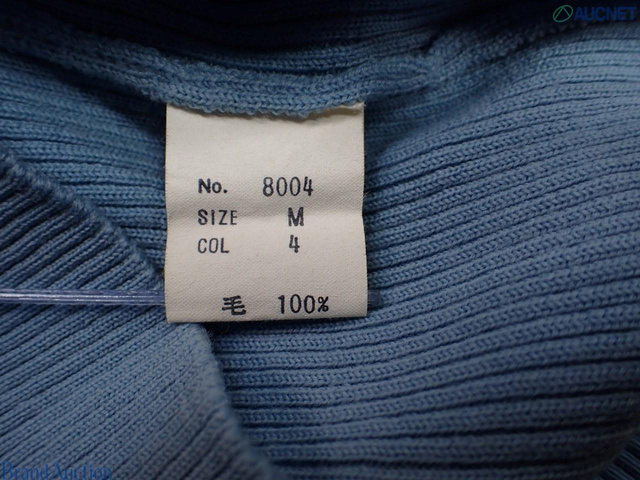 AUCNET
No. 8004
SIZE M
COL 4
毛 100%
Brand Auction